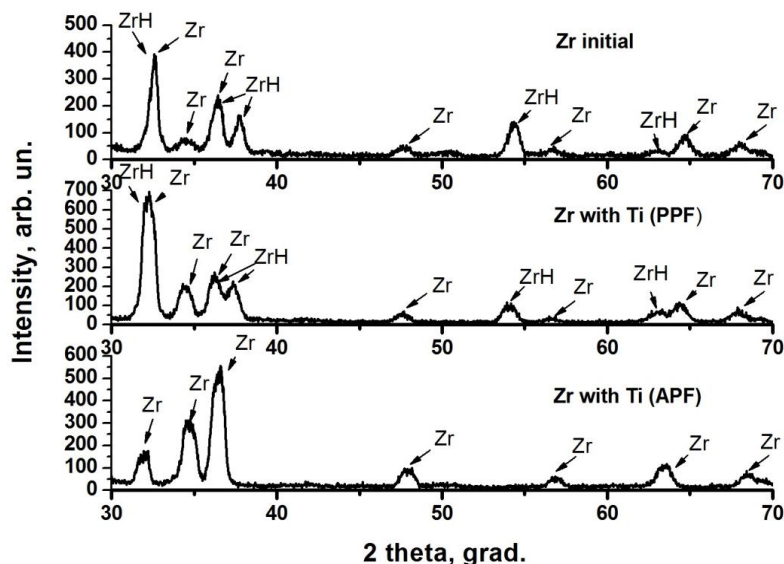 Intensity, arb. un.
500
400
300
200
100
0
ZrH
Zr
Zr
Zr
ZrH
Zr
ZrH
Zr
ZrH
Zr
Zr
Zr initial
30
40
50
60
70
700
600
500
400
300
200
100
0
ZrH
Zr
Zr
Zr
ZrH
Zr
ZrH
Zr
ZrH
Zr
Zr
Zr with Ti (PPF)
30
40
50
60
70
600
500
400
300
200
100
0
Zr
Zr
Zr
Zr
Zr
Zr
Zr
Zr with Ti (APF)
30
40
50
60
70
2 theta, grad.